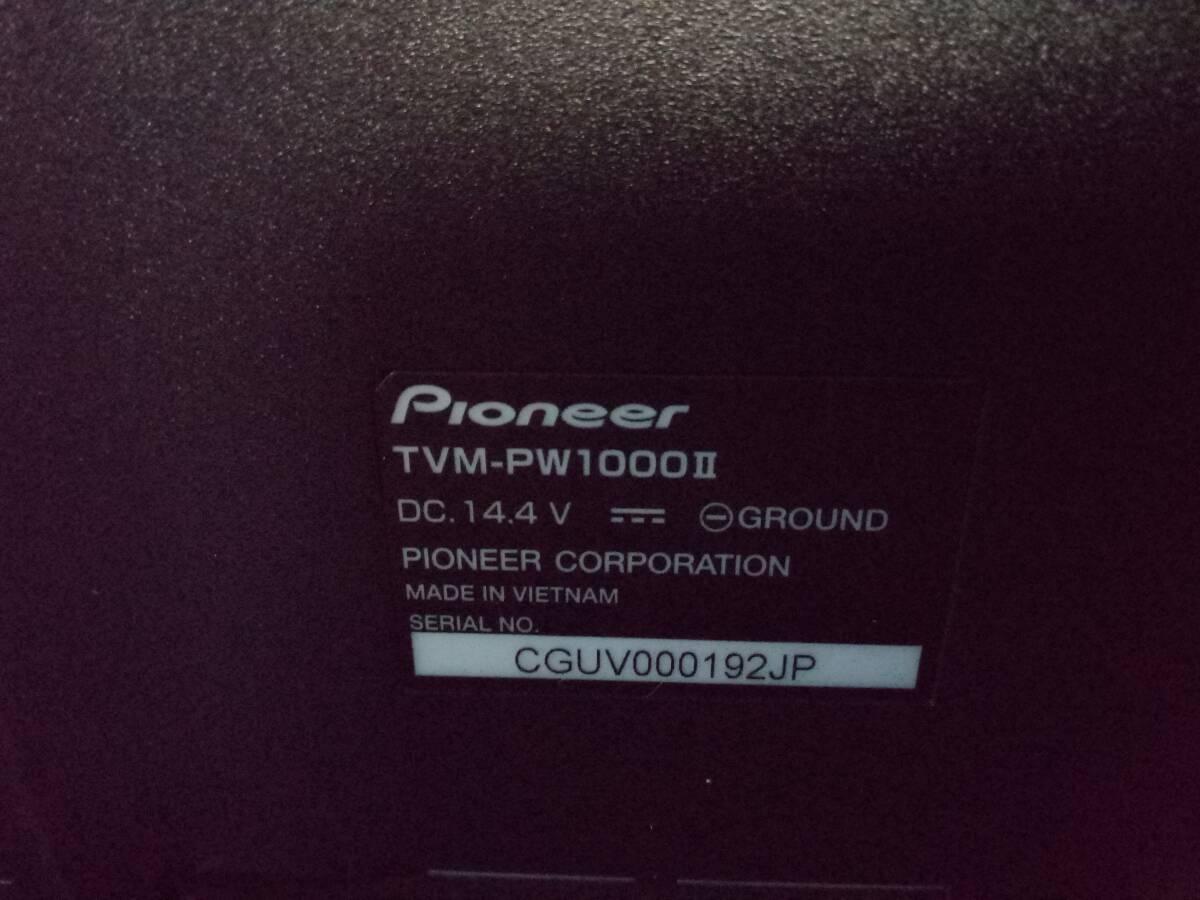 Pioneer
TVM-PW1000II
DC. 14.4 V ⎓ ⊖GROUND
PIONEER CORPORATION
MADE IN VIETNAM
SERIAL NO.
CGUV000192JP